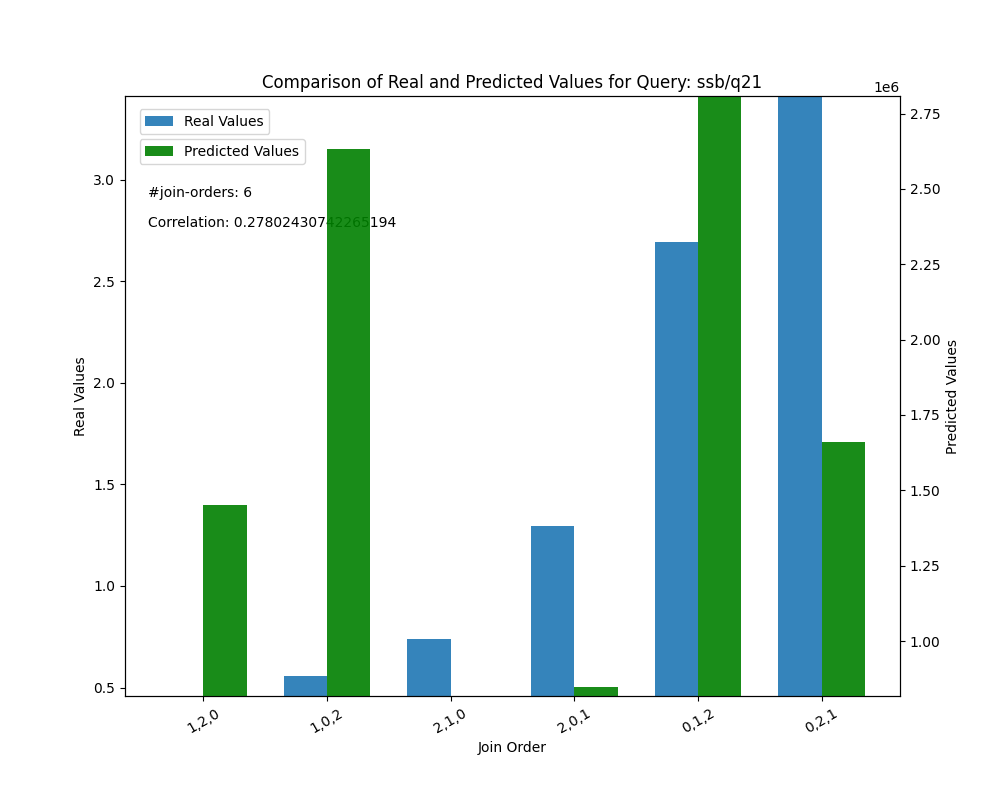 Comparison of Real and Predicted Values for Query: ssb/q21
1e6
Real Values
Predicted Values
#join-orders: 6
Correlation: 0.27802430742265194
3.0
2.5
2.0
1.5
1.0
0.5
Real Values
2.75
2.50
2.25
2.00
1.75
1.50
1.25
1.00
Predicted Values
1,2,0
1,0,2
2,1,0
2,0,1
0,1,2
0,2,1
Join Order